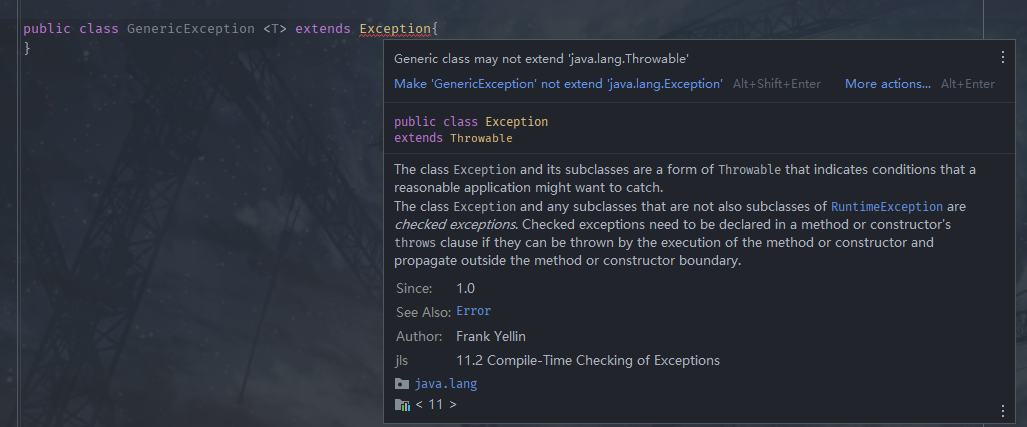 public class GenericException <T> extends Exception{
}
Generic class may not extend 'java.lang.Throwable'
Make 'GenericException' not extend 'java.lang.Exception' Alt+Shift+Enter More actions... Alt+Enter
public class Exception
extends Throwable
The class Exception and its subclasses are a form of Throwable that indicates conditions that a
reasonable application might want to catch.
The class Exception and any subclasses that are not also subclasses of RuntimeException are
checked exceptions. Checked exceptions need to be declared in a method or constructor's
throws clause if they can be thrown by the execution of the method or constructor and
propagate outside the method or constructor boundary.
Since: 1.0
See Also: Error
Author: Frank Yellin
jls 11.2 Compile-Time Checking of Exceptions
java.lang
< 11 >